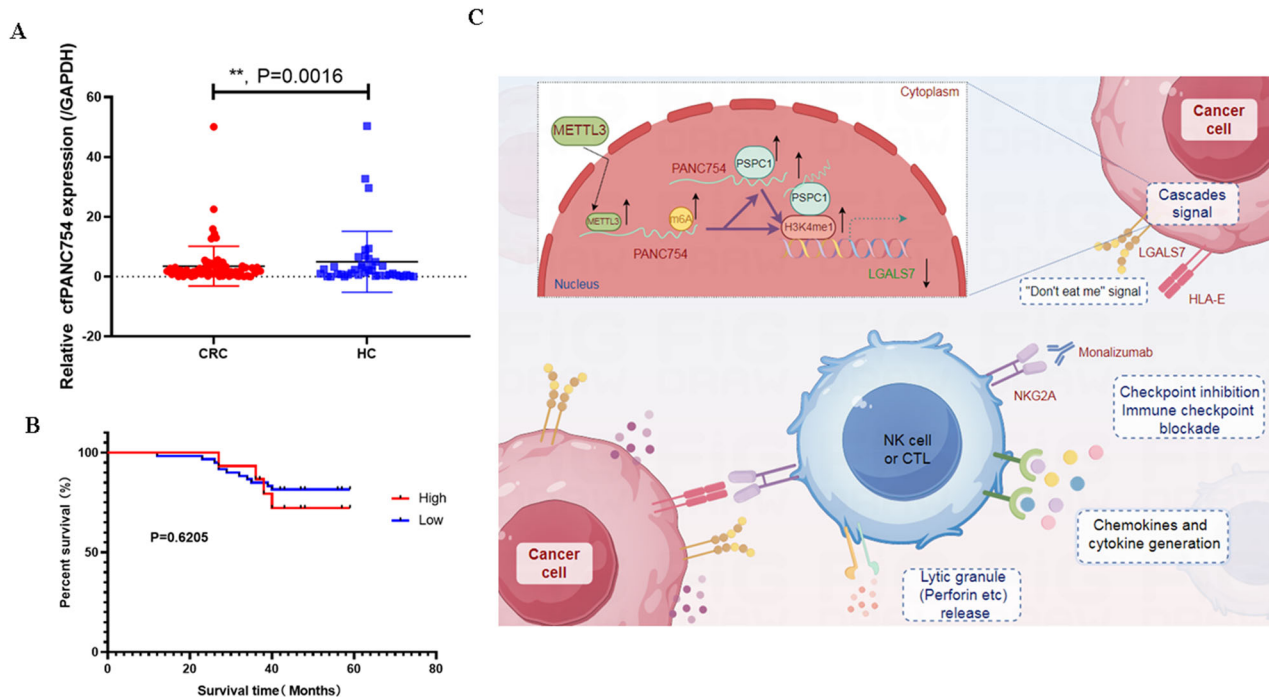 A
**, P=0.0016
Relative cfPANC754 expression (/GAPDH)
60
40
20
0
-20
CRC
HC
B
Percent survival (%)
100
50
0
P=0.6205
High
Low
0
20
40
60
80
Survival time( Months)
C
Cytoplasm
METTL3
PANC754
PSPC1
METTL3
m6A
PANC754
PSPC1
H3K4me1
LGALS7
Nucleus
Cancer
cell
Cascades
signal
LGALS7
"Don't eat me" signal
HLA-E
Monalizumab
NKG2A
Checkpoint inhibition
Immune checkpoint
blockade
NK cell
or CTL
Chemokines and
cytokine generation
Cancer
cell
Lytic granule
(Perforin etc)
release